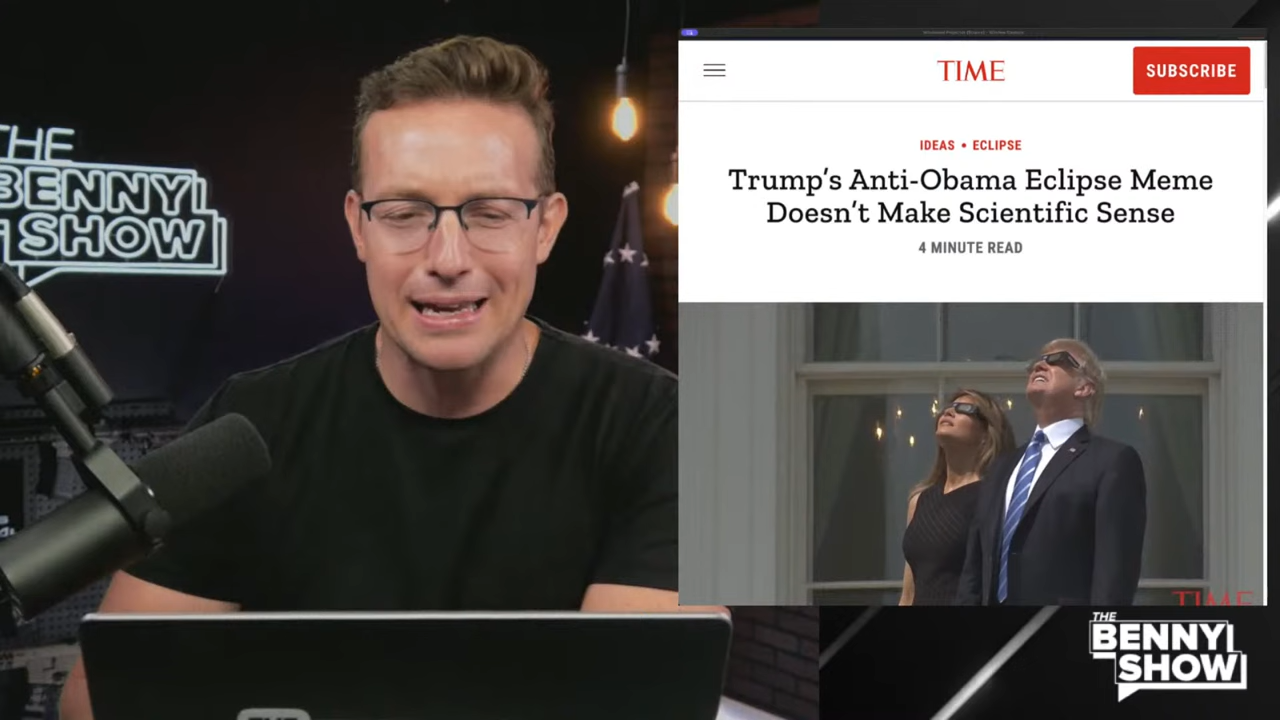 THE
BENNY
SHOW
TIME
SUBSCRIBE
IDEAS • ECLIPSE
Trump's Anti-Obama Eclipse Meme
Doesn't Make Scientific Sense
4 MINUTE READ
TIME
THE
BENNY
SHOW